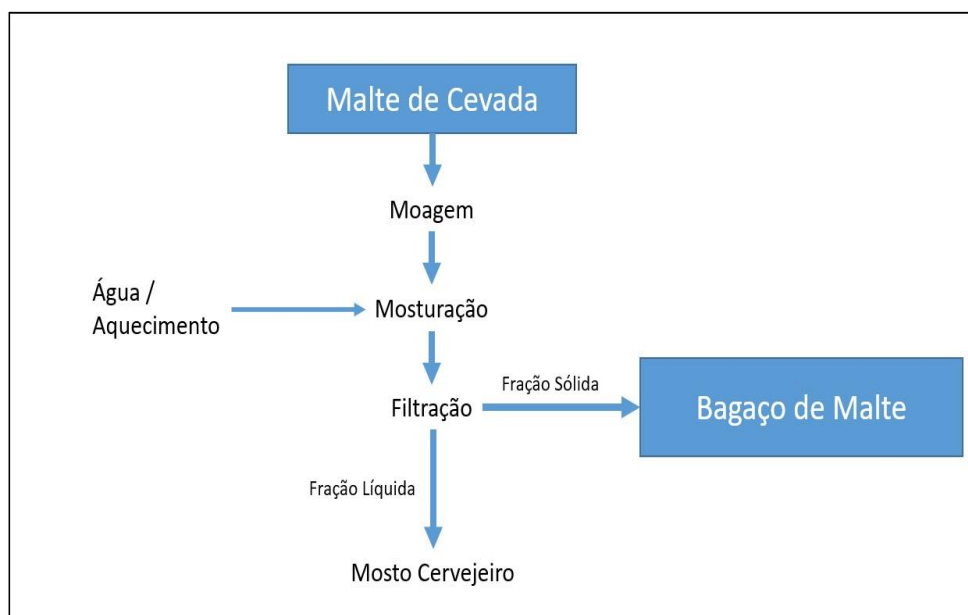 Malte de Cevada
Moagem
Água /
Aquecimento
Mosturação
Filtração
Fração Sólida
Bagaço de Malte
Fração Líquida
Mosto Cervejeiro